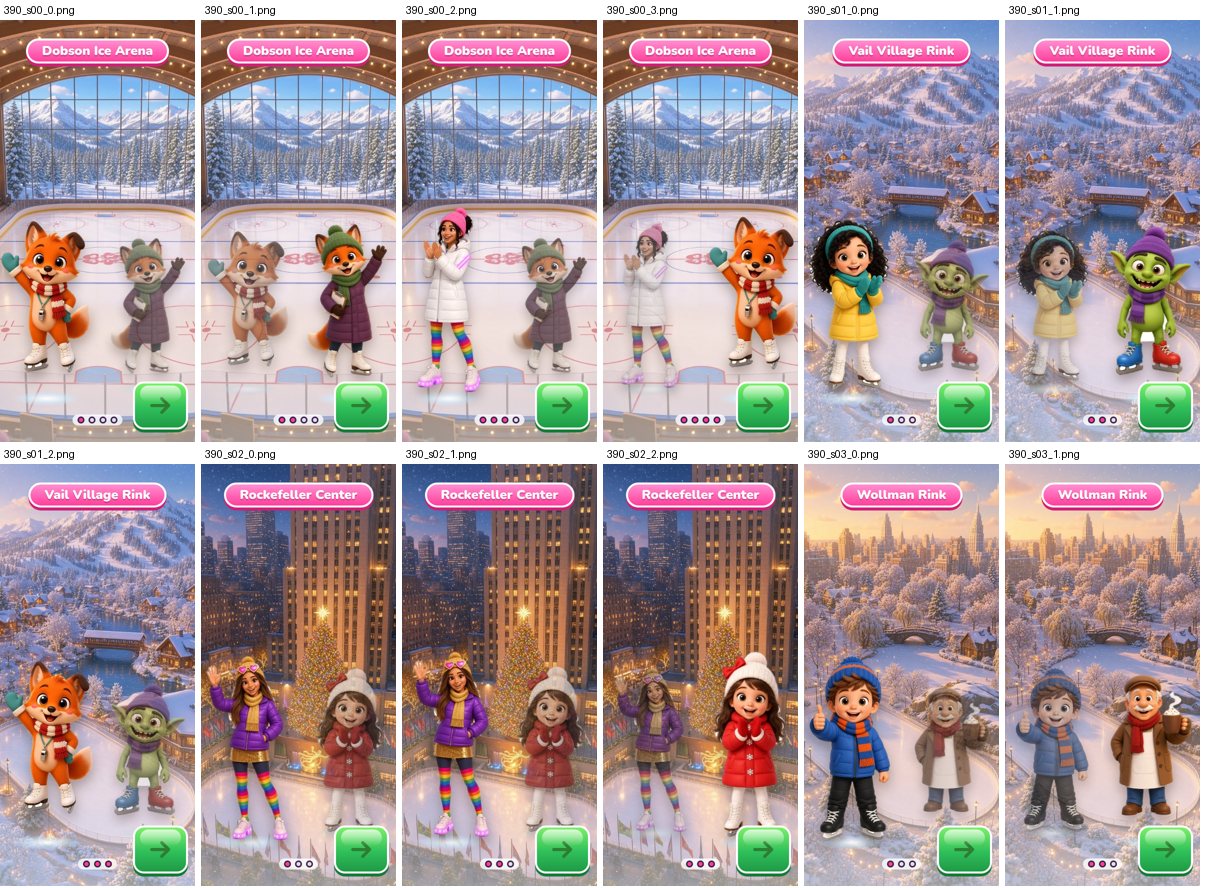 390_s00_0.png
390_s00_1.png
390_s00_2.png
390_s00_3.png
390_s01_0.png
390_s01_1.png
Dobson Ice Arena
Dobson Ice Arena
Dobson Ice Arena
Dobson Ice Arena
Vail Village Rink
Vail Village Rink
390_s01_2.png
390_s02_0.png
390_s02_1.png
390_s02_2.png
390_s03_0.png
390_s03_1.png
Vail Village Rink
Rockefeller Center
Rockefeller Center
Rockefeller Center
Wollman Rink
Wollman Rink